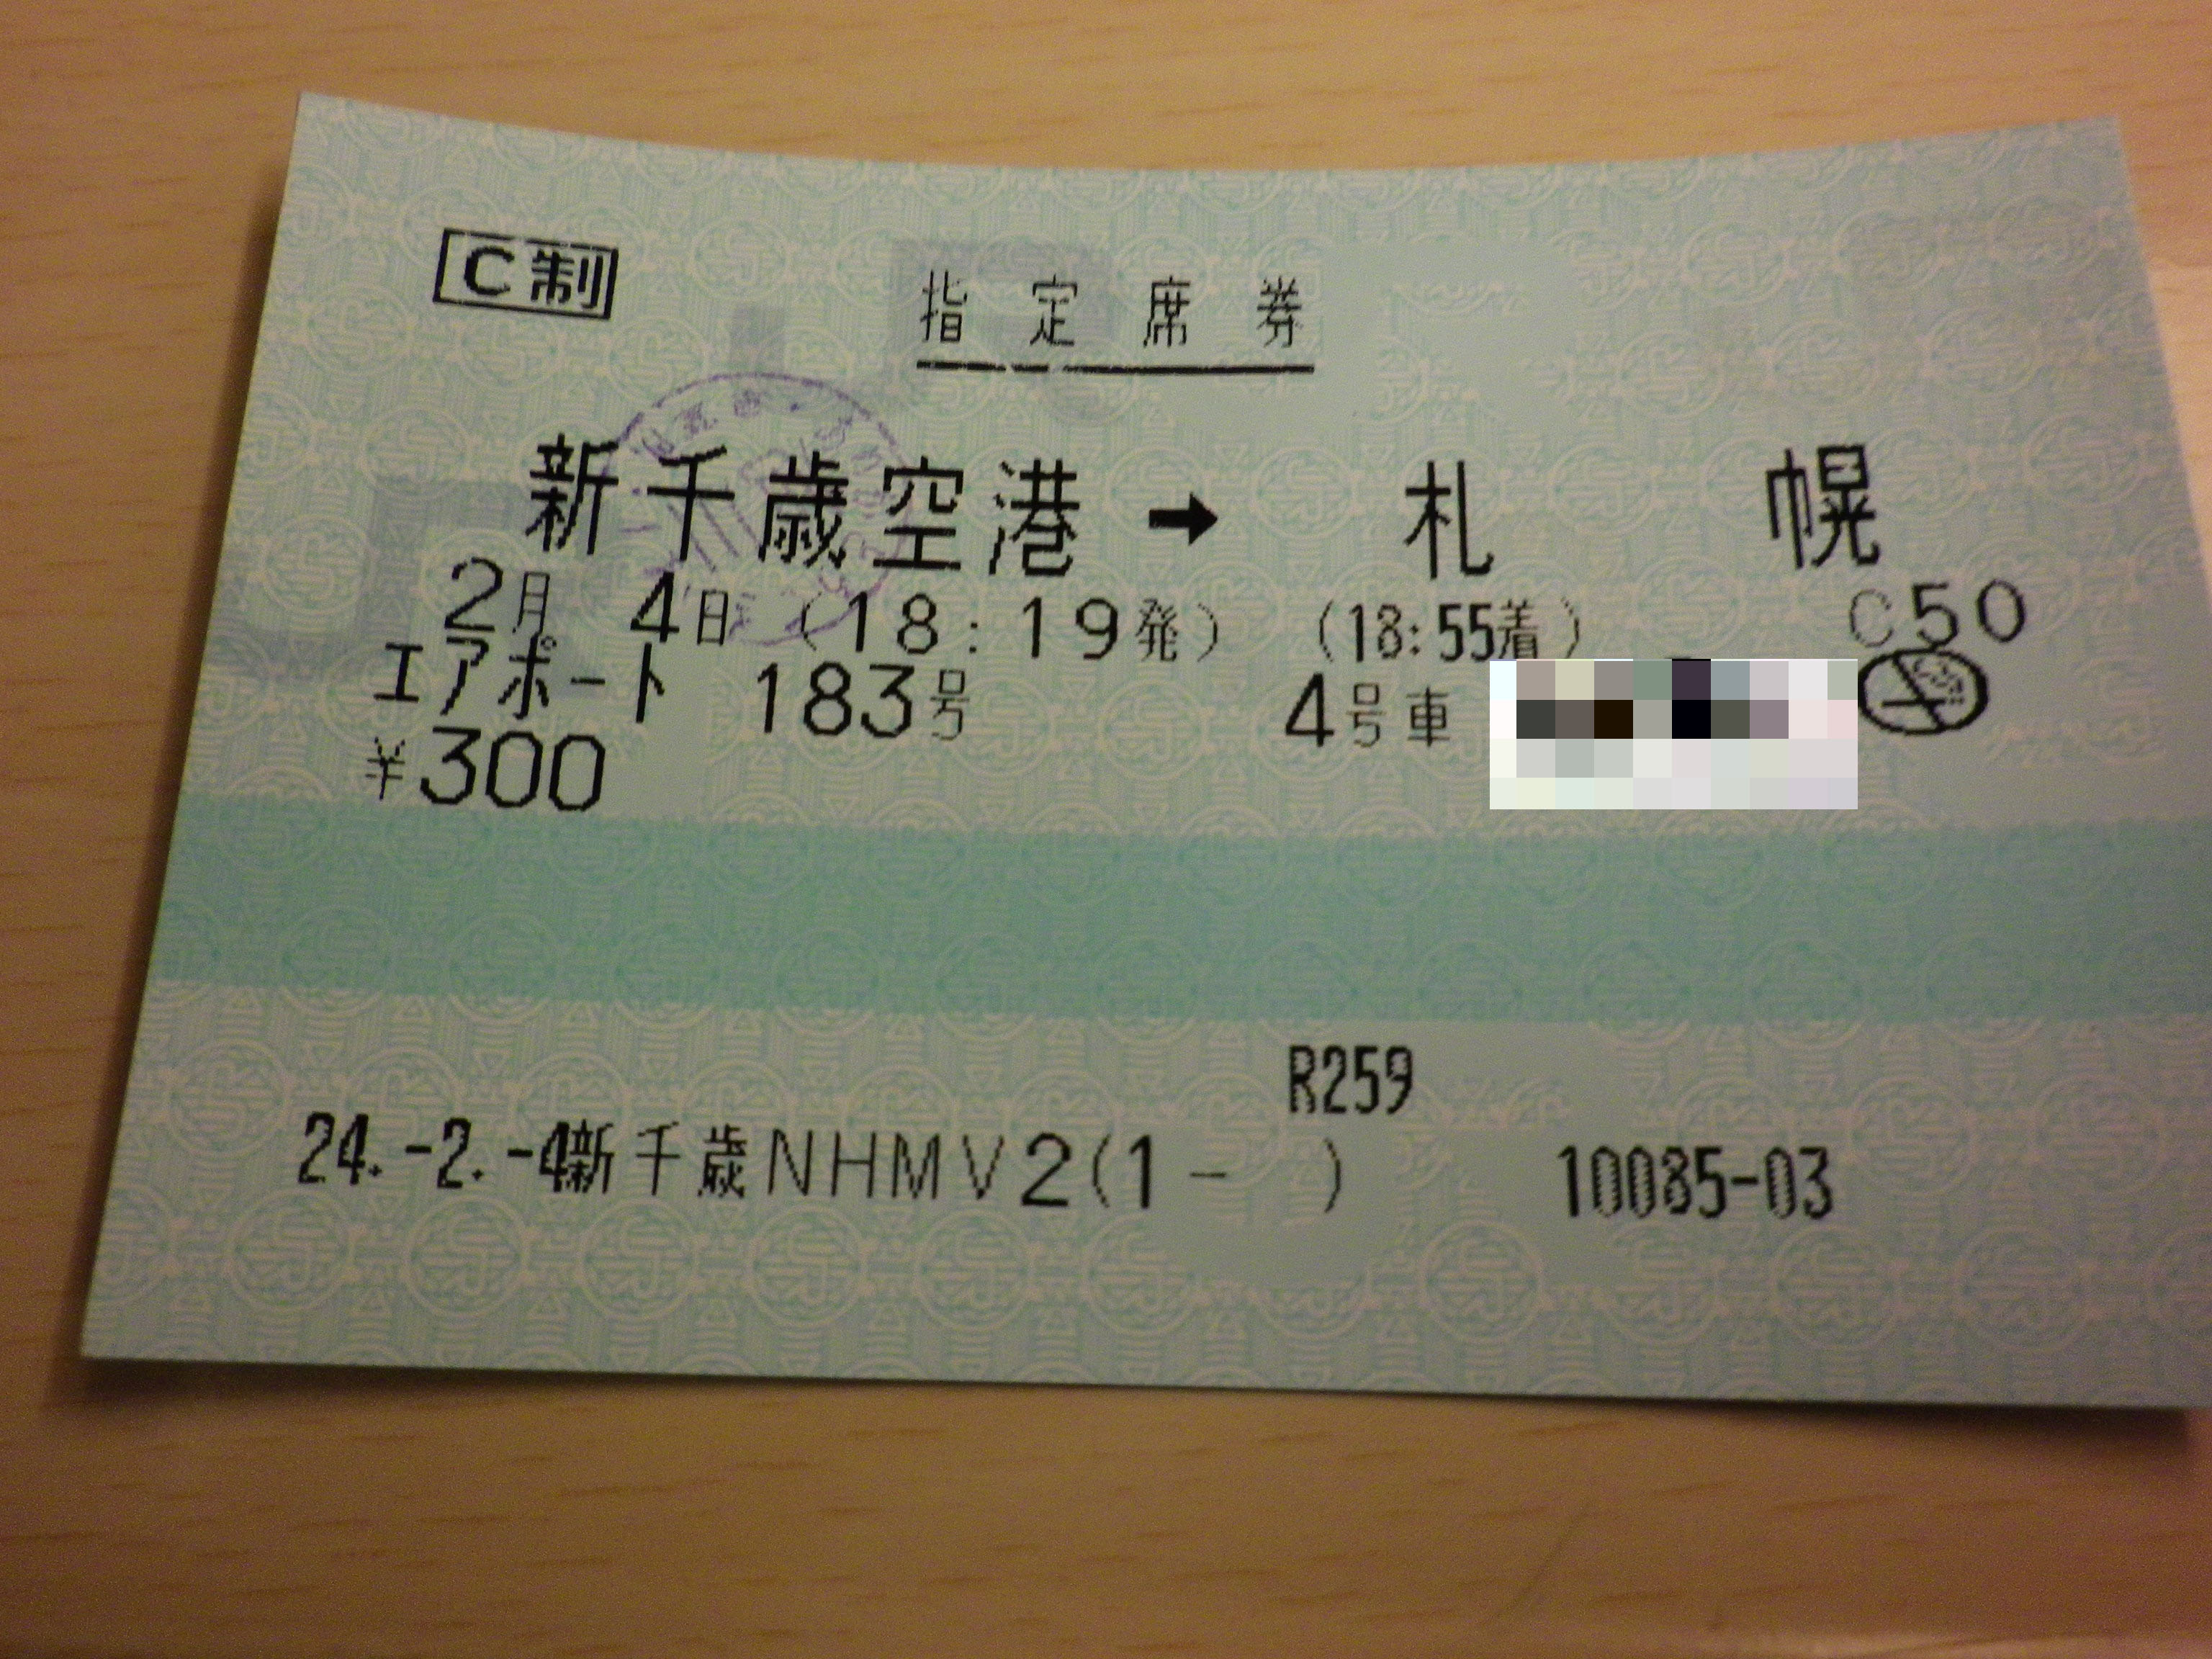 C制
指定席券
新千歳空港 → 札幌
2月 4日 (18:19発) (18:55着) C50
エアポート 183号 4号車
¥300
R259
24.-2.-4新千歳NHMV2(1- ) 10085-03